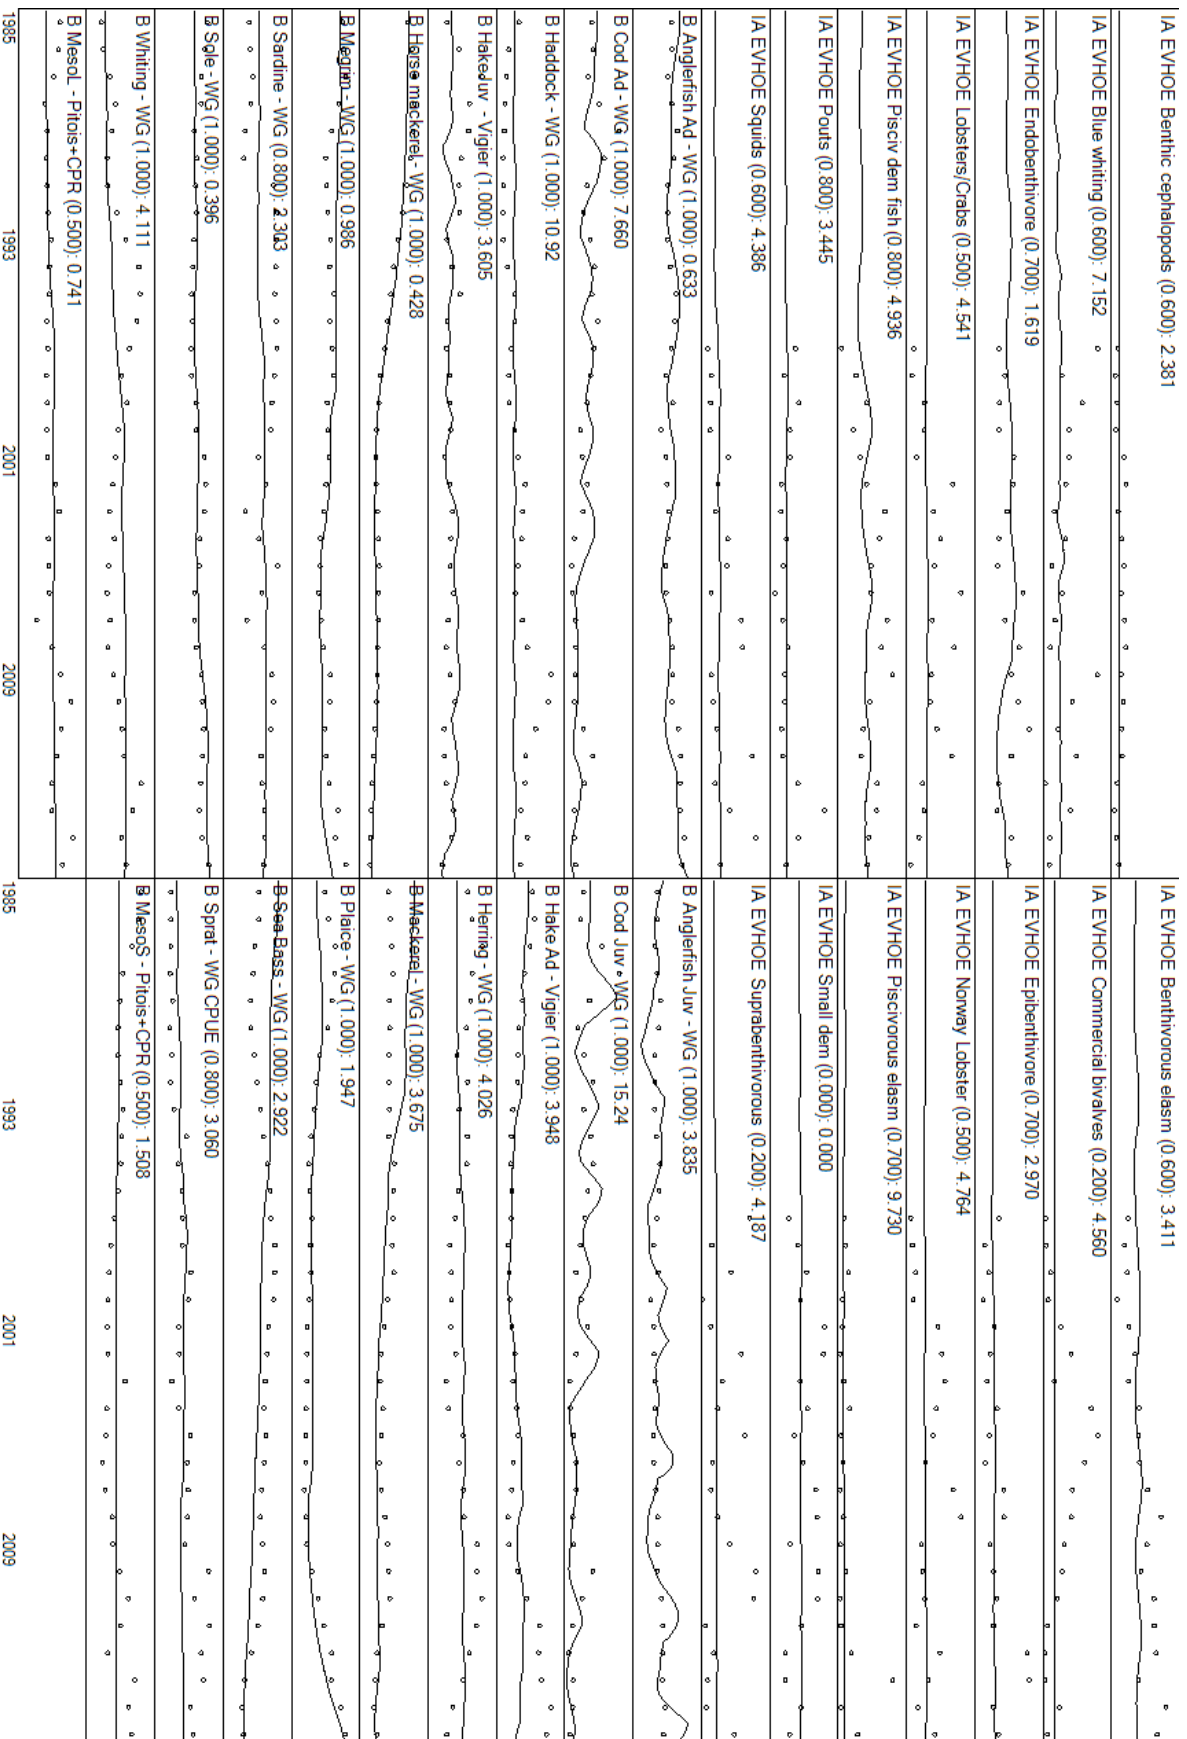 IA EVHOE Benthic cephalopods (0.600): 2.381
IA EVHOE Benthivorous elasm (0.600): 3.411
IA EVHOE Blue whiting (0.600): 7.152
IA EVHOE Commercial bivalves (0.200): 4.560
IA EVHOE Endobenthivore (0.700): 1.619
IA EVHOE Epibenthivore (0.700): 2.970
IA EVHOE Lobsters/Crabs (0.500): 4.541
IA EVHOE Norway Lobster (0.500): 4.764
IA EVHOE Pisciv dem fish (0.800): 4.936
IA EVHOE Piscivorous elasm (0.700): 9.730
IA EVHOE Pouts (0.800): 3.445
IA EVHOE Small dem (0.000): 0.000
IA EVHOE Squids (0.600): 4.386
IA EVHOE Suprabenthivorous (0.200): 4.187
B Anglerfish Ad - WG (1.000): 0.633
B Anglerfish Juv - WG (1.000): 3.835
B Cod Ad - WG (1.000): 7.660
B Cod Juv - WG (1.000): 15.24
B Haddock - WG (1.000): 10.92
B Hake Ad - Vigier (1.000): 3.948
B HakeJuv - Vigier (1.000): 3.605
B Herring - WG (1.000): 4.026
B Horse mackerel - WG (1.000): 0.428
B Mackerel - WG (1.000): 3.675
B Megrim - WG (1.000): 0.986
B Plaice - WG (1.000): 1.947
B Sardine - WG (0.800): 2.303
B Sea Bass - WG (1.000): 2.922
B Sole - WG (1.000): 0.396
B Sprat - WG CPUE (0.800): 3.060
B Whiting - WG (1.000): 4.111
B MesoS - Pitois+CPR (0.500): 1.508
B MesoL - Pitois+CPR (0.500): 0.741
1985 1993 2001 2009 1985 1993 2001 2009